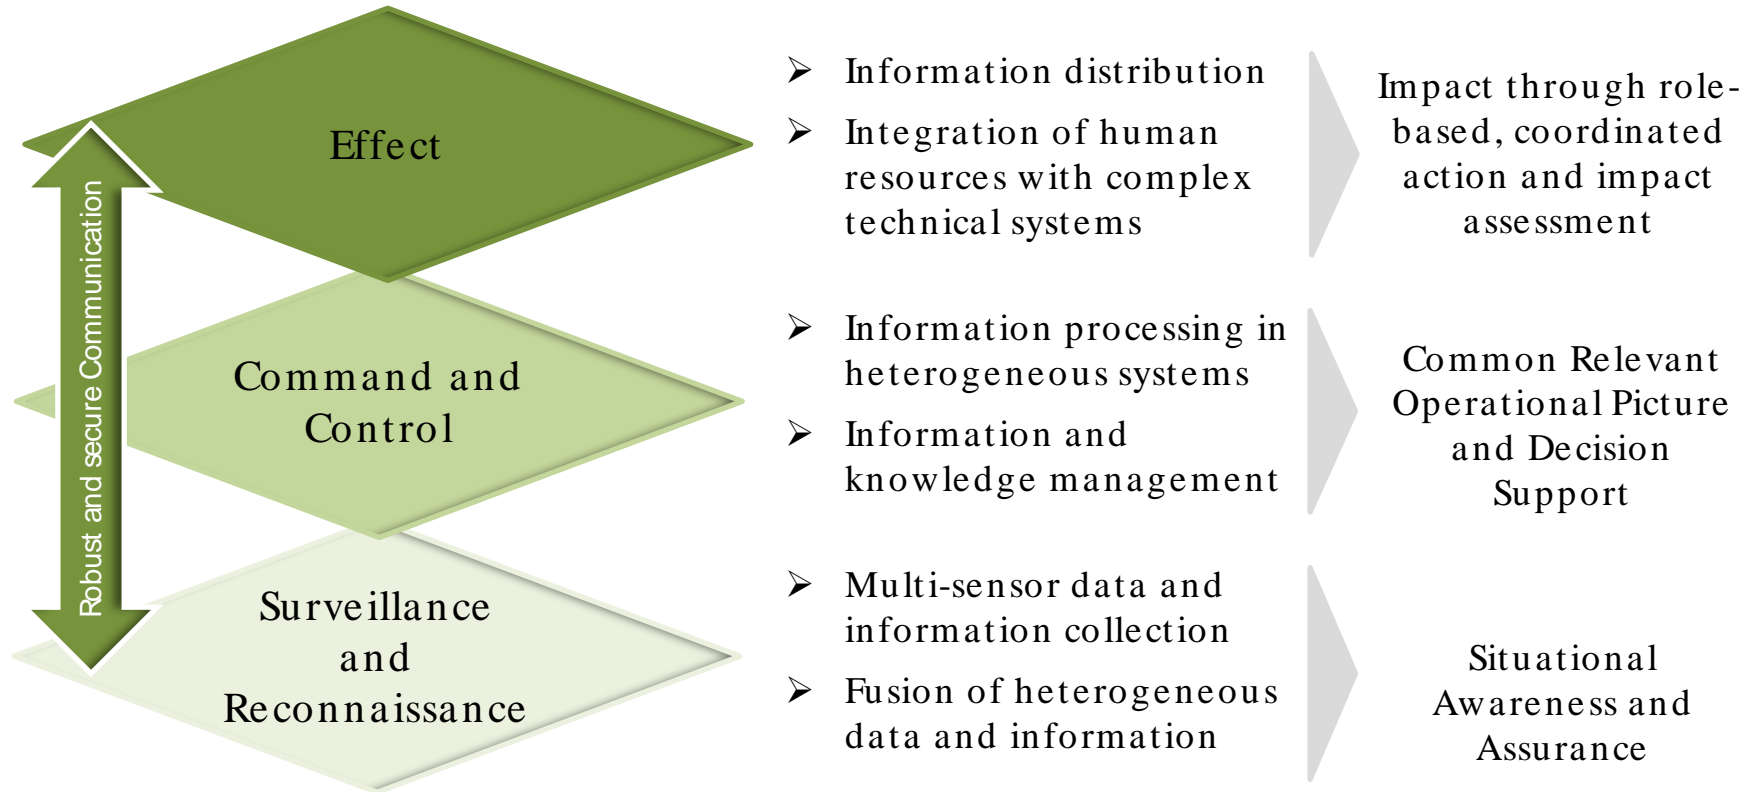 Effect
Information distribution
Integration of human
resources with complex
technical systems
Impact through role-
based, coordinated
action and impact
assessment
Robust and secure Communication
Command and
Control
Information processing in
heterogeneous systems
Information and
knowledge management
Common Relevant
Operational Picture
and Decision
Support
Surveillance
and
Reconnaissance
Multi-sensor data and
information collection
Fusion of heterogeneous
data and information
Situational
Awareness and
Assurance